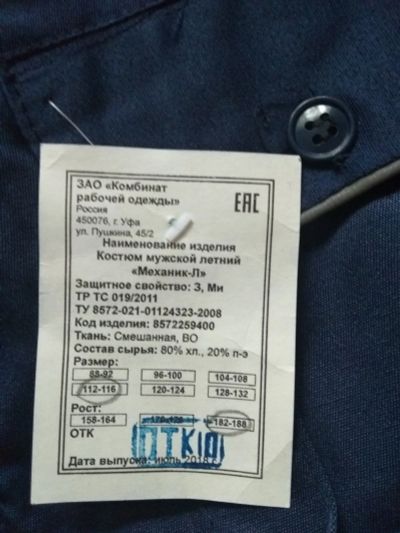 ЗАО «Комбинат
рабочей одежды»
Россия
450076, г. Уфа
ул. Пушкина, 45/2
ЕАС
Наименование изделия
Костюм мужской летний
«Механик-Л»
Защитное свойство: З, Ми
ТР ТС 019/2011
ТУ 8572-021-01124323-2008
Код изделия: 8572259400
Ткань: Смешанная, ВО
Состав сырья: 80% хл., 20% п-э
Размер:
88-92 96-100 104-108
112-116 120-124 128-132
Рост:
158-164 170-176 182-188
ОТК
ОТК10
Дата выпуска: июль 2018 г.